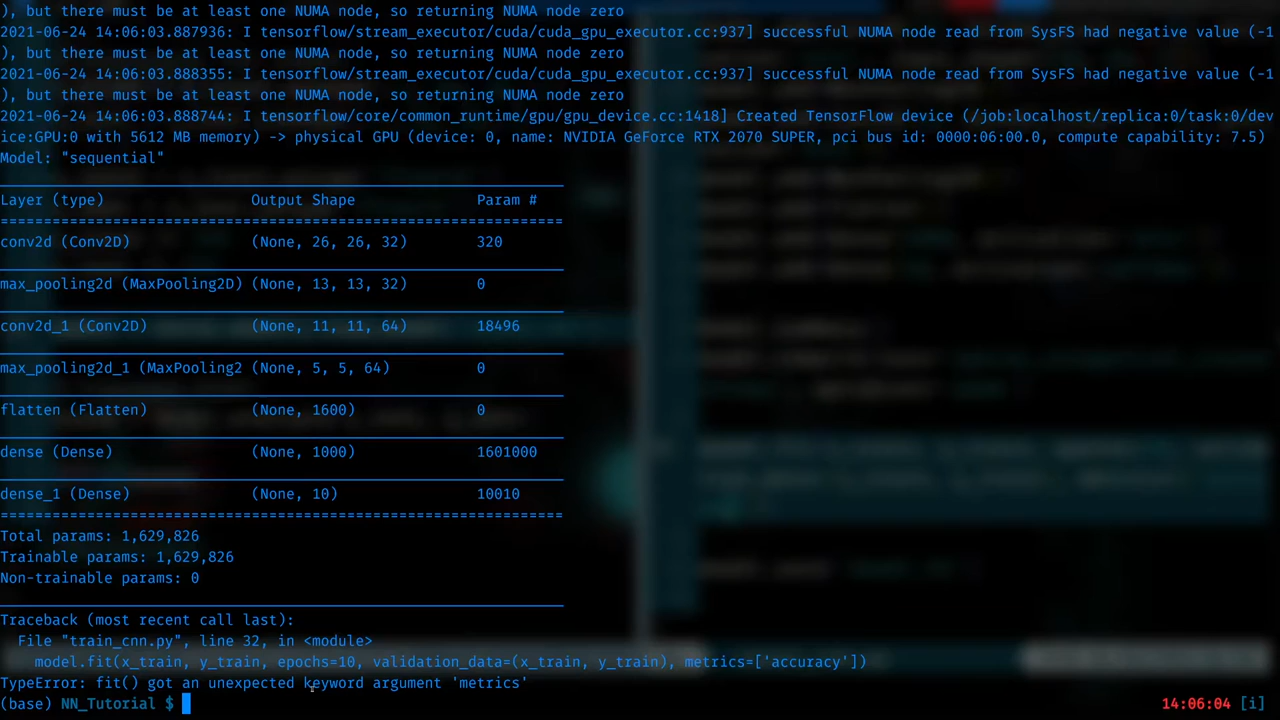 ), but there must be at least one NUMA node, so returning NUMA node zero
2021-06-24 14:06:03.887936: I tensorflow/stream_executor/cuda/cuda_gpu_executor.cc:937] successful NUMA node read from SysFS had negative value (-1
), but there must be at least one NUMA node, so returning NUMA node zero
2021-06-24 14:06:03.888355: I tensorflow/stream_executor/cuda/cuda_gpu_executor.cc:937] successful NUMA node read from SysFS had negative value (-1
), but there must be at least one NUMA node, so returning NUMA node zero
2021-06-24 14:06:03.888744: I tensorflow/core/common_runtime/gpu/gpu_device.cc:1418] Created TensorFlow device (/job:localhost/replica:0/task:0/dev
ice:GPU:0 with 5612 MB memory) -> physical GPU (device: 0, name: NVIDIA GeForce RTX 2070 SUPER, pci bus id: 0000:06:00.0, compute capability: 7.5)
Model: "sequential"
Layer (type) Output Shape Param #
=================================================================
conv2d (Conv2D) (None, 26, 26, 32) 320
max_pooling2d (MaxPooling2D) (None, 13, 13, 32) 0
conv2d_1 (Conv2D) (None, 11, 11, 64) 18496
max_pooling2d_1 (MaxPooling2 (None, 5, 5, 64) 0
flatten (Flatten) (None, 1600) 0
dense (Dense) (None, 1000) 1601000
dense_1 (Dense) (None, 10) 10010
=================================================================
Total params: 1,629,826
Trainable params: 1,629,826
Non-trainable params: 0
Traceback (most recent call last):
File "train_cnn.py", line 32, in <module>
model.fit(x_train, y_train, epochs=10, validation_data=(x_train, y_train), metrics=['accuracy'])
TypeError: fit() got an unexpected keyword argument 'metrics'
(base) NN_Tutorial $ 14:06:04 [i]